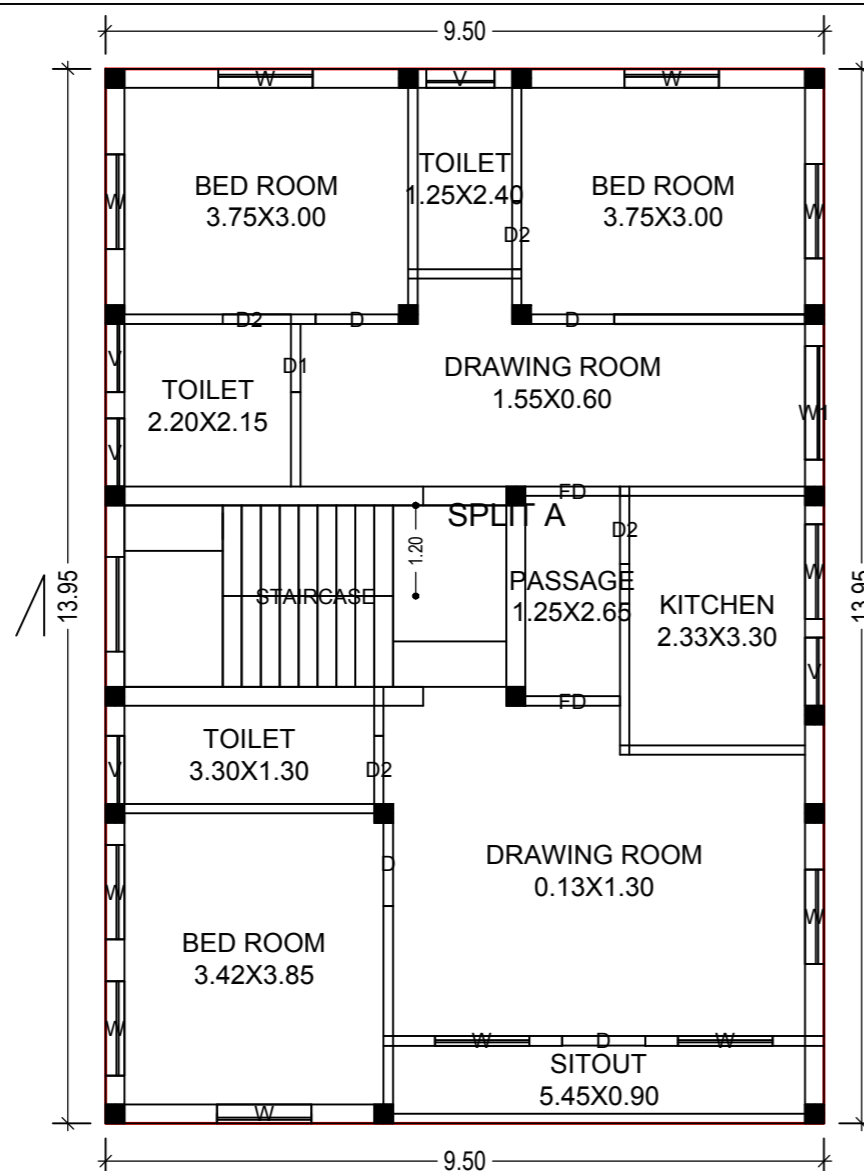 9.50
W
V
W
BED ROOM
3.75X3.00
TOILET
1.25X2.40
BED ROOM
3.75X3.00
W
W
D2
D2
D
D
V
D1
DRAWING ROOM
1.55X0.60
TOILET
2.20X2.15
W1
V
FD
SPLIT A
D2
1.20
W
13.95
13.95
STAIRCASE
PASSAGE
1.25X2.65
KITCHEN
2.33X3.30
V
FD
TOILET
3.30X1.30
V
D2
DRAWING ROOM
0.13X1.30
D
W
W
BED ROOM
3.42X3.85
W
W
D
W
SITOUT
5.45X0.90
W
9.50